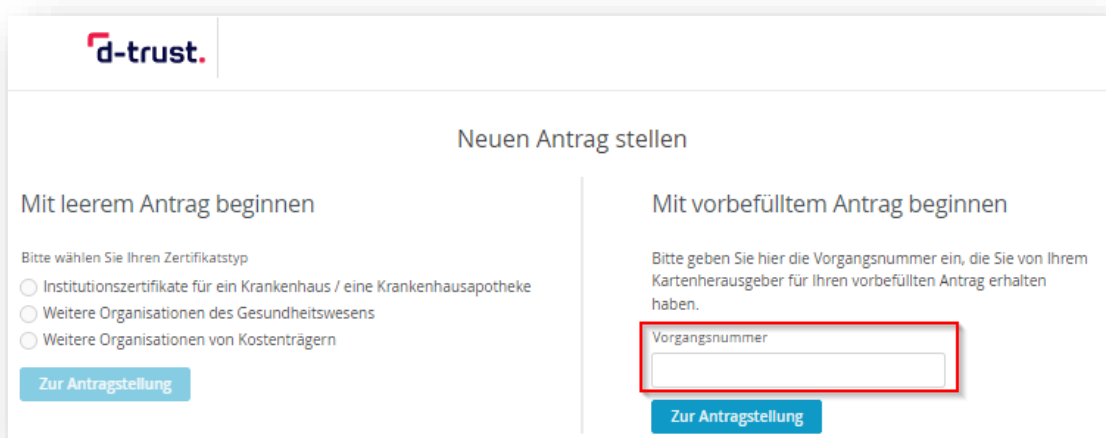 d-trust.
Neuen Antrag stellen
Mit leerem Antrag beginnen
Bitte wählen Sie Ihren Zertifikatstyp
Institutionszertifikate für ein Krankenhaus / eine Krankenhausapotheke
Weitere Organisationen des Gesundheitswesens
Weitere Organisationen von Kostenträgern
Zur Antragstellung
Mit vorbefülltem Antrag beginnen
Bitte geben Sie hier die Vorgangsnummer ein, die Sie von Ihrem
Kartenherausgeber für Ihren vorbefüllten Antrag erhalten
haben.
Vorgangsnummer
Zur Antragstellung